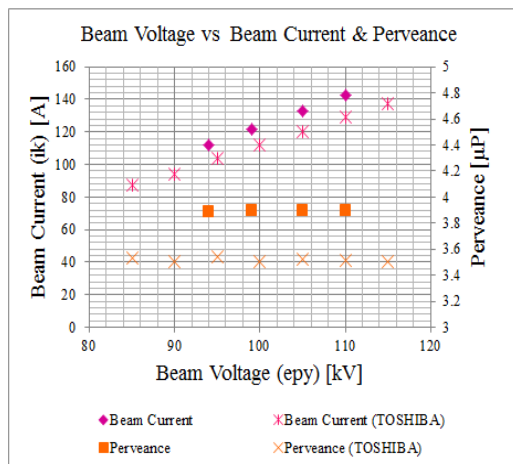 Beam Voltage vs Beam Current & Perveance
Beam Current (ik) [A]
160
140
120
100
80
60
40
20
0
5
4.8
4.6
4.4
4.2
4
3.8
3.6
3.4
3.2
3
Perveance [µP]
80 90 100 110 120
Beam Voltage (epy) [kV]
Beam Current Beam Current (TOSHIBA)
Perveance Perveance (TOSHIBA)